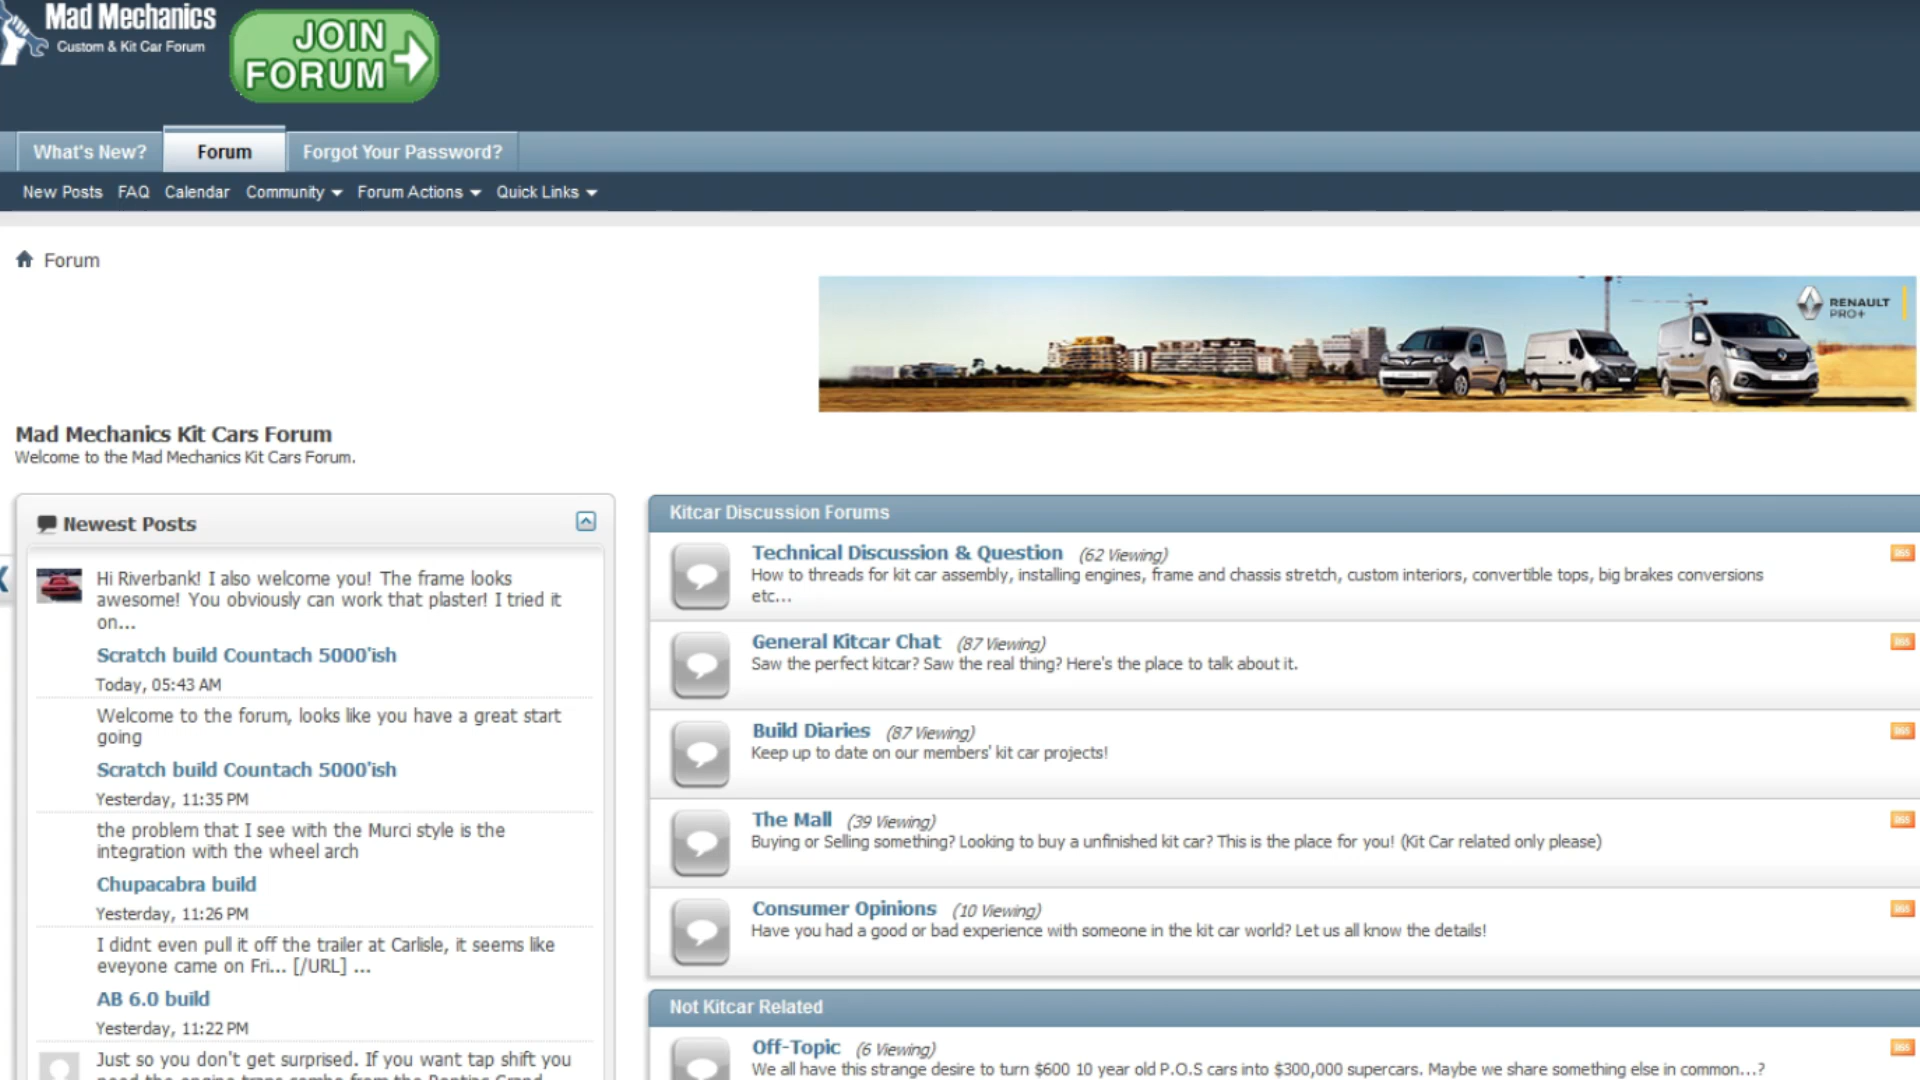 Mad Mechanics
Custom & Kit Car Forum
JOIN
FORUM
What's New?
Forum
Forgot Your Password?
New Posts
FAQ
Calendar
Community
Forum Actions
Quick Links
Forum
RENAULT
PRO+
Mad Mechanics Kit Cars Forum
Welcome to the Mad Mechanics Kit Cars Forum.
Newest Posts
Hi Riverbank! I also welcome you! The frame looks
awesome! You obviously can work that plaster! I tried it
on...
Scratch build Countach 5000'ish
Today, 05:43 AM
Welcome to the forum, looks like you have a great start
going
Scratch build Countach 5000'ish
Yesterday, 11:35 PM
the problem that I see with the Murci style is the
integration with the wheel arch
Chupacabra build
Yesterday, 11:26 PM
I didnt even pull it off the trailer at Carlisle, it seems like
eveyone came on Fri... [/URL] ...
AB 6.0 build
Yesterday, 11:22 PM
Just so you don't get surprised. If you want tap shift you
Kitcar Discussion Forums
Technical Discussion & Question (62 Viewing)
RSS
How to threads for kit car assembly, installing engines, frame and chassis stretch, custom interiors, convertible tops, big brakes conversions
etc...
General Kitcar Chat (87 Viewing)
RSS
Saw the perfect kitcar? Saw the real thing? Here's the place to talk about it.
Build Diaries (87 Viewing)
RSS
Keep up to date on our members' kit car projects!
The Mall (39 Viewing)
RSS
Buying or Selling something? Looking to buy a unfinished kit car? This is the place for you! (Kit Car related only please)
Consumer Opinions (10 Viewing)
RSS
Have you had a good or bad experience with someone in the kit car world? Let us all know the details!
Not Kitcar Related
Off-Topic (6 Viewing)
RSS
We all have this strange desire to turn $600 10 year old P.O.S cars into $300,000 supercars. Maybe we share something else in common...?